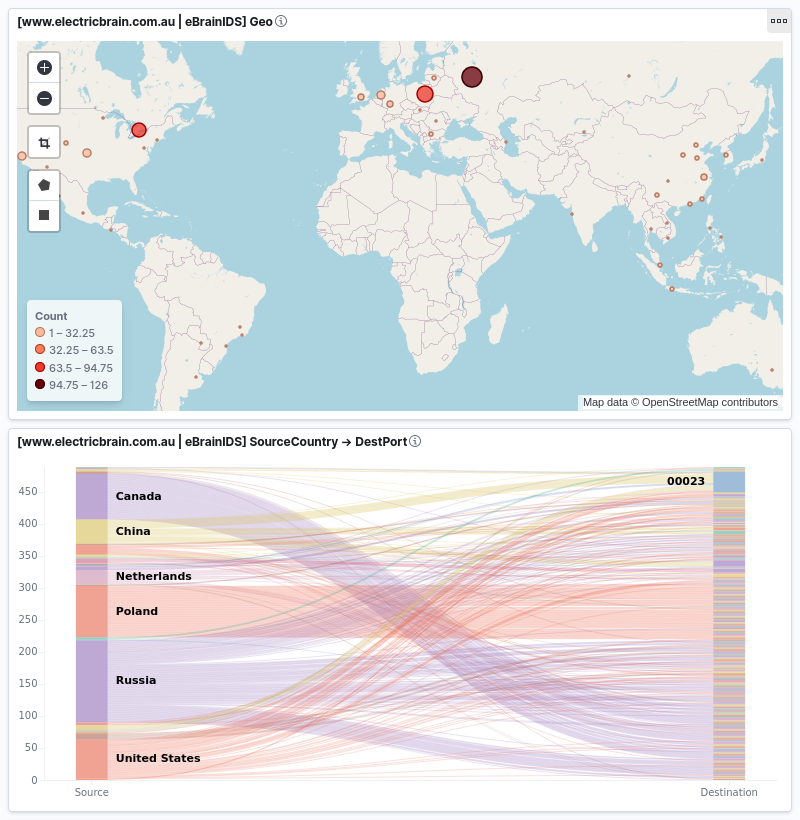 [www.electricbrain.com.au | eBrainIDS] Geo
Count
1 – 32.25
32.25 – 63.5
63.5 – 94.75
94.75 – 126
Map data © OpenStreetMap contributors
[www.electricbrain.com.au | eBrainIDS] SourceCountry → DestPort
450
400
350
300
250
200
150
100
50
0
Canada
China
Netherlands
Poland
Russia
United States
00023
Source
Destination